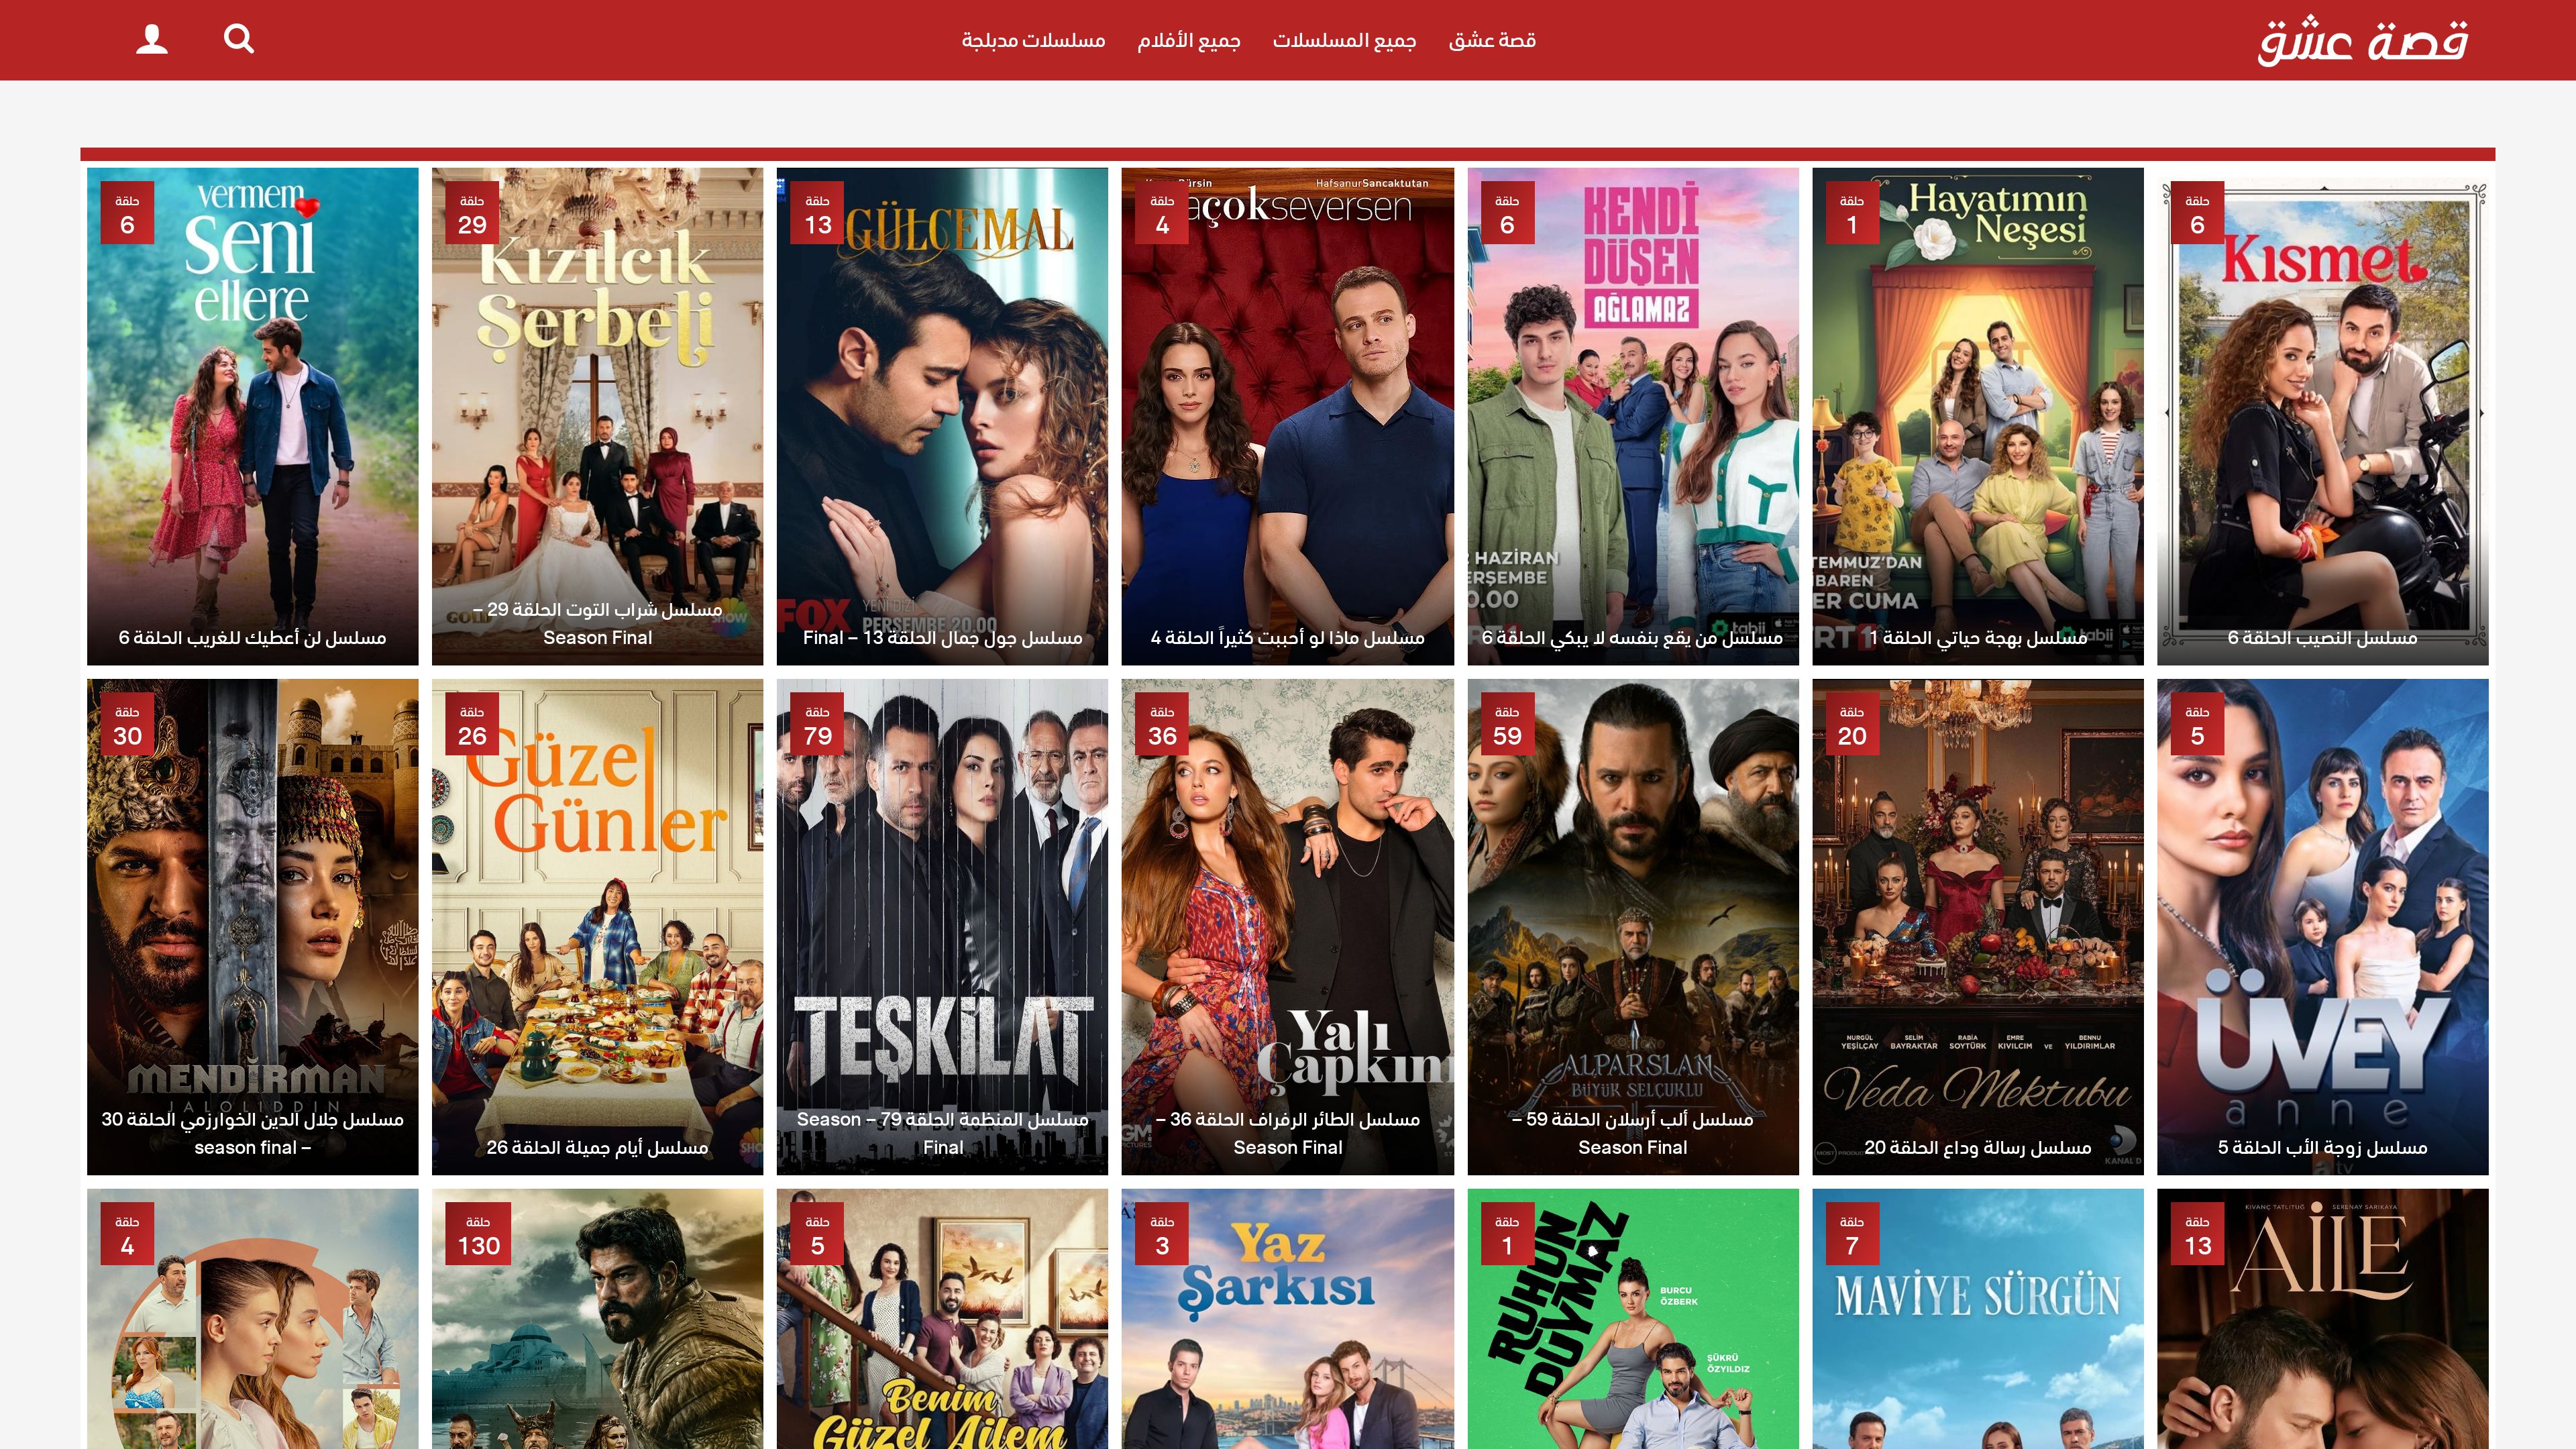 قصة عشق
قصة عشق
جميع المسلسلات
جميع الأفلام
مسلسلات مدبلجة
حلقة
6
Kısmet
مسلسل النصيب الحلقة 6
حلقة
1
Hayatımın
Neşesi
TEMMUZ'DAN
ER CUMA
tabii
مسلسل بهجة حياتي الحلقة 1
حلقة
6
KENDİ
DÜŞEN
AĞLAMAZ
HAZİRAN
tabii
مسلسل من يقع بنفسه لا يبكي الحلقة 6
حلقة
4
HafsanurSancaktutan
açokseversen
مسلسل ماذا لو أحببت كثيراً الحلقة 4
حلقة
13
GÜLCEMAL
FOX
YENİ DİZİ
PERŞEMBE 20.00
مسلسل جول جمال الحلقة 13 – Final
حلقة
29
Kızılcık
Şerbeti
GOLD
SHOW
مسلسل شراب التوت الحلقة 29 –
Season Final
حلقة
6
vermem
Seni
ellere
مسلسل لن أعطيك للغريب الحلقة 6
حلقة
5
ÜVEY
anne
atv
مسلسل زوجة الأب الحلقة 5
حلقة
20
NURGÜL YEŞİLÇAY SELİM BAYRAKTAR RABİA SOYTÜRK EMRE KIVILCIM VE BENNU YILDIRIMLAR
Veda Mektubu
KANAL D
مسلسل رسالة وداع الحلقة 20
حلقة
59
ALPARSLAN
BÜYÜK SELÇUKLU
مسلسل ألب أرسلان الحلقة 59 –
Season Final
حلقة
36
Yalı
Çapkını
مسلسل الطائر الرفراف الحلقة 36 –
Season Final
حلقة
79
TEŞKİLAT
مسلسل المنظمة الحلقة 79 – Season
Final
حلقة
26
Güzel
Günler
مسلسل أيام جميلة الحلقة 26
حلقة
30
MENDIRMAN
JALOLIDDIN
مسلسل جلال الدين الخوارزمي الحلقة 30
– season final
حلقة
13
KIVANÇ TATLITUĞ SERENAY SARIKAYA
AİLE
حلقة
7
MAVİYE SÜRGÜN
حلقة
1
RUHUN
DUYMAZ
BURCU
ÖZBERK
ŞÜKRÜ
ÖZYILDIZ
حلقة
3
Yaz
Şarkısı
حلقة
5
Benim
Güzel Ailem
حلقة
130
حلقة
4